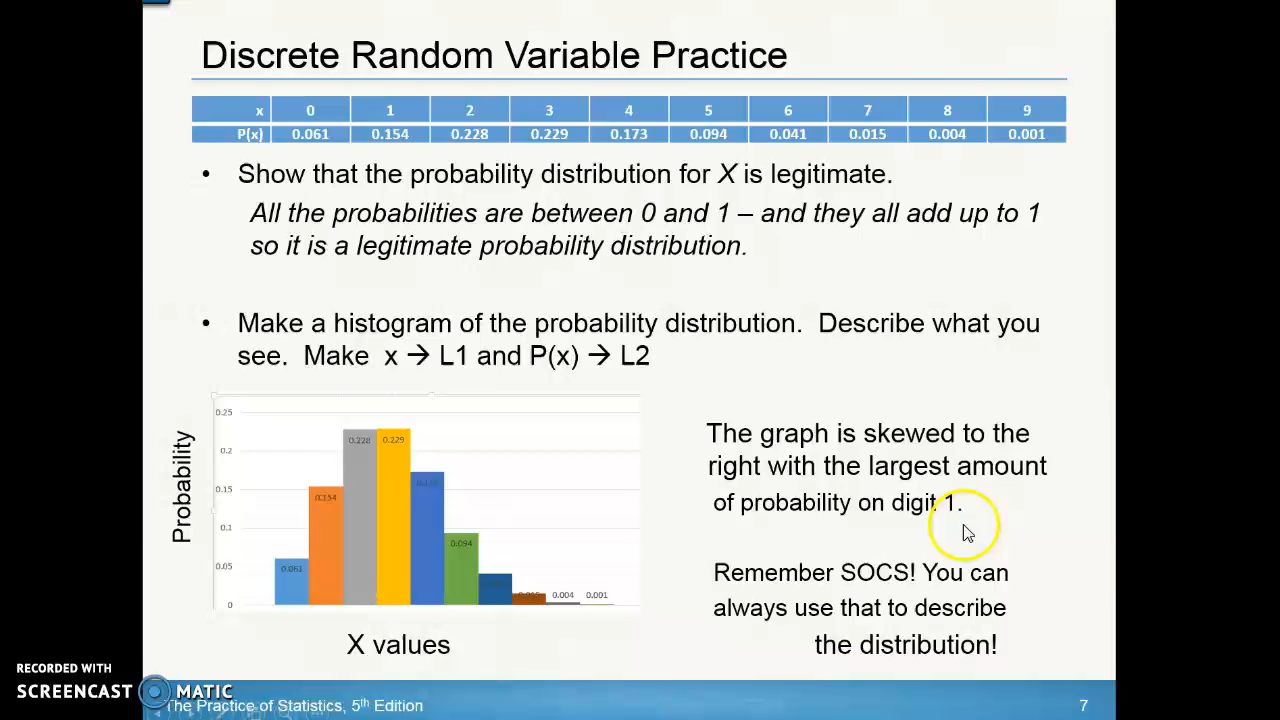 Discrete Random Variable Practice
x 0 1 2 3 4 5 6 7 8 9
P(x) 0.061 0.154 0.228 0.229 0.173 0.094 0.041 0.015 0.004 0.001
• Show that the probability distribution for X is legitimate.
All the probabilities are between 0 and 1 – and they all add up to 1
so it is a legitimate probability distribution.
• Make a histogram of the probability distribution. Describe what you
see. Make x → L1 and P(x) → L2
Probability
0.25
0.2
0.15
0.1
0.05
0
0.061
0.154
0.228
0.229
0.173
0.094
0.015
0.004
0.001
X values
The graph is skewed to the
right with the largest amount
of probability on digit 1.
Remember SOCS! You can
always use that to describe
the distribution!
RECORDED WITH
SCREENCAST MATIC
The Practice of Statistics, 5th Edition
7